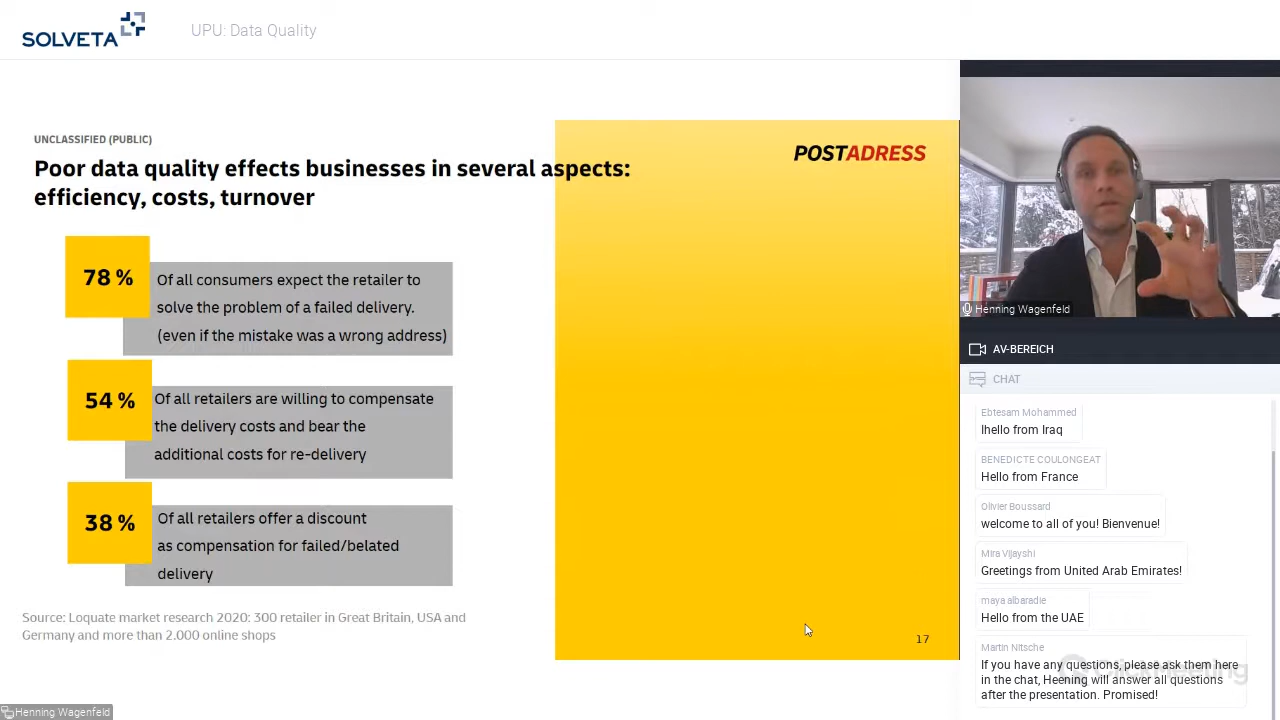 SOLVETA
UPU: Data Quality
UNCLASSIFIED (PUBLIC)
Poor data quality effects businesses in several aspects:
efficiency, costs, turnover
POSTADRESS
78 %
Of all consumers expect the retailer to
solve the problem of a failed delivery.
(even if the mistake was a wrong address)
54 %
Of all retailers are willing to compensate
the delivery costs and bear the
additional costs for re-delivery
38 %
Of all retailers offer a discount
as compensation for failed/belated
delivery
Source: Loquate market research 2020: 300 retailer in Great Britain, USA and
Germany and more than 2.000 online shops
17
Henning Wagenfeld
Henning Wagenfeld
AV-BEREICH
CHAT
Ebtesam Mohammed
Ihello from Iraq
BENEDICTE COULONGEAT
Hello from France
Olivier Boussard
welcome to all of you! Bienvenue!
Mira Vijayshi
Greetings from United Arab Emirates!
maya albaradie
Hello from the UAE
Martin Nitsche
If you have any questions, please ask them here
in the chat, Heening will answer all questions
after the presentation. Promised!